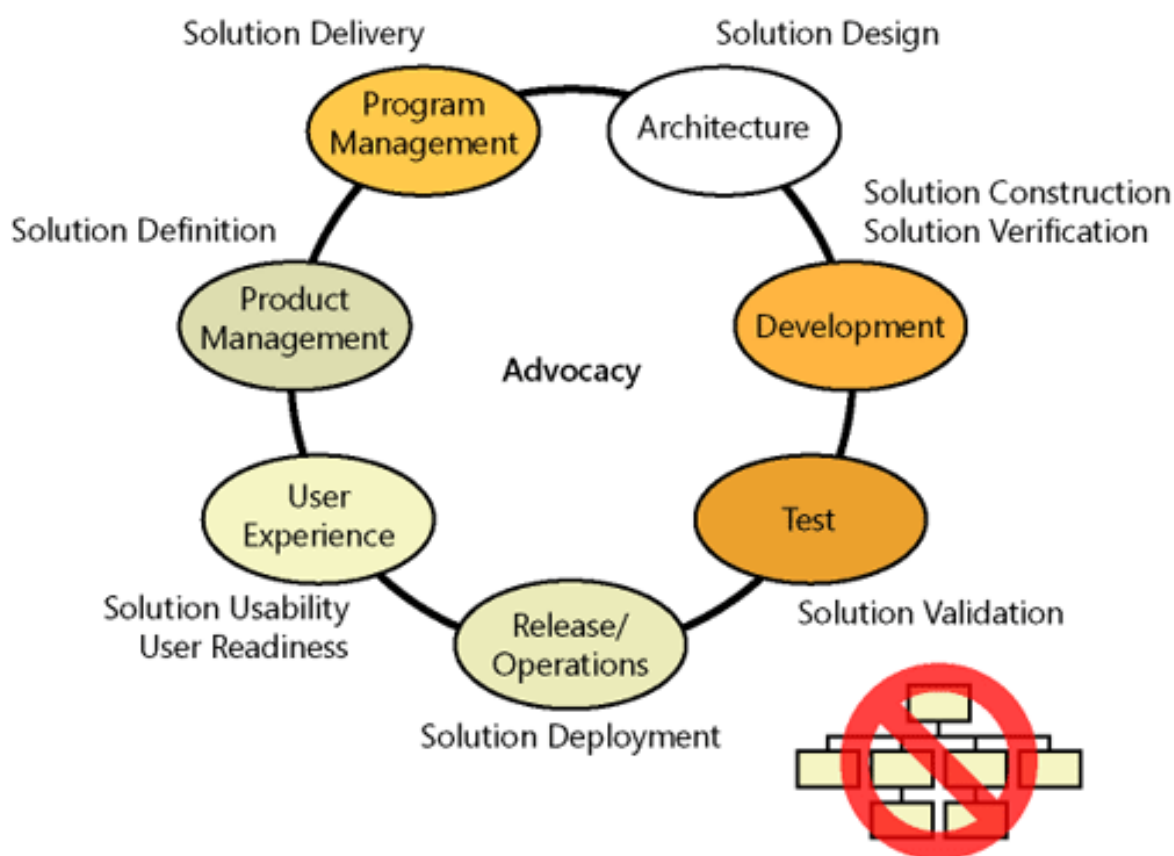 Solution Delivery
Solution Design
Program
Management
Architecture
Solution Construction
Solution Verification
Solution Definition
Product
Management
Development
Advocacy
User
Experience
Test
Solution Usability
User Readiness
Release/
Operations
Solution Validation
Solution Deployment